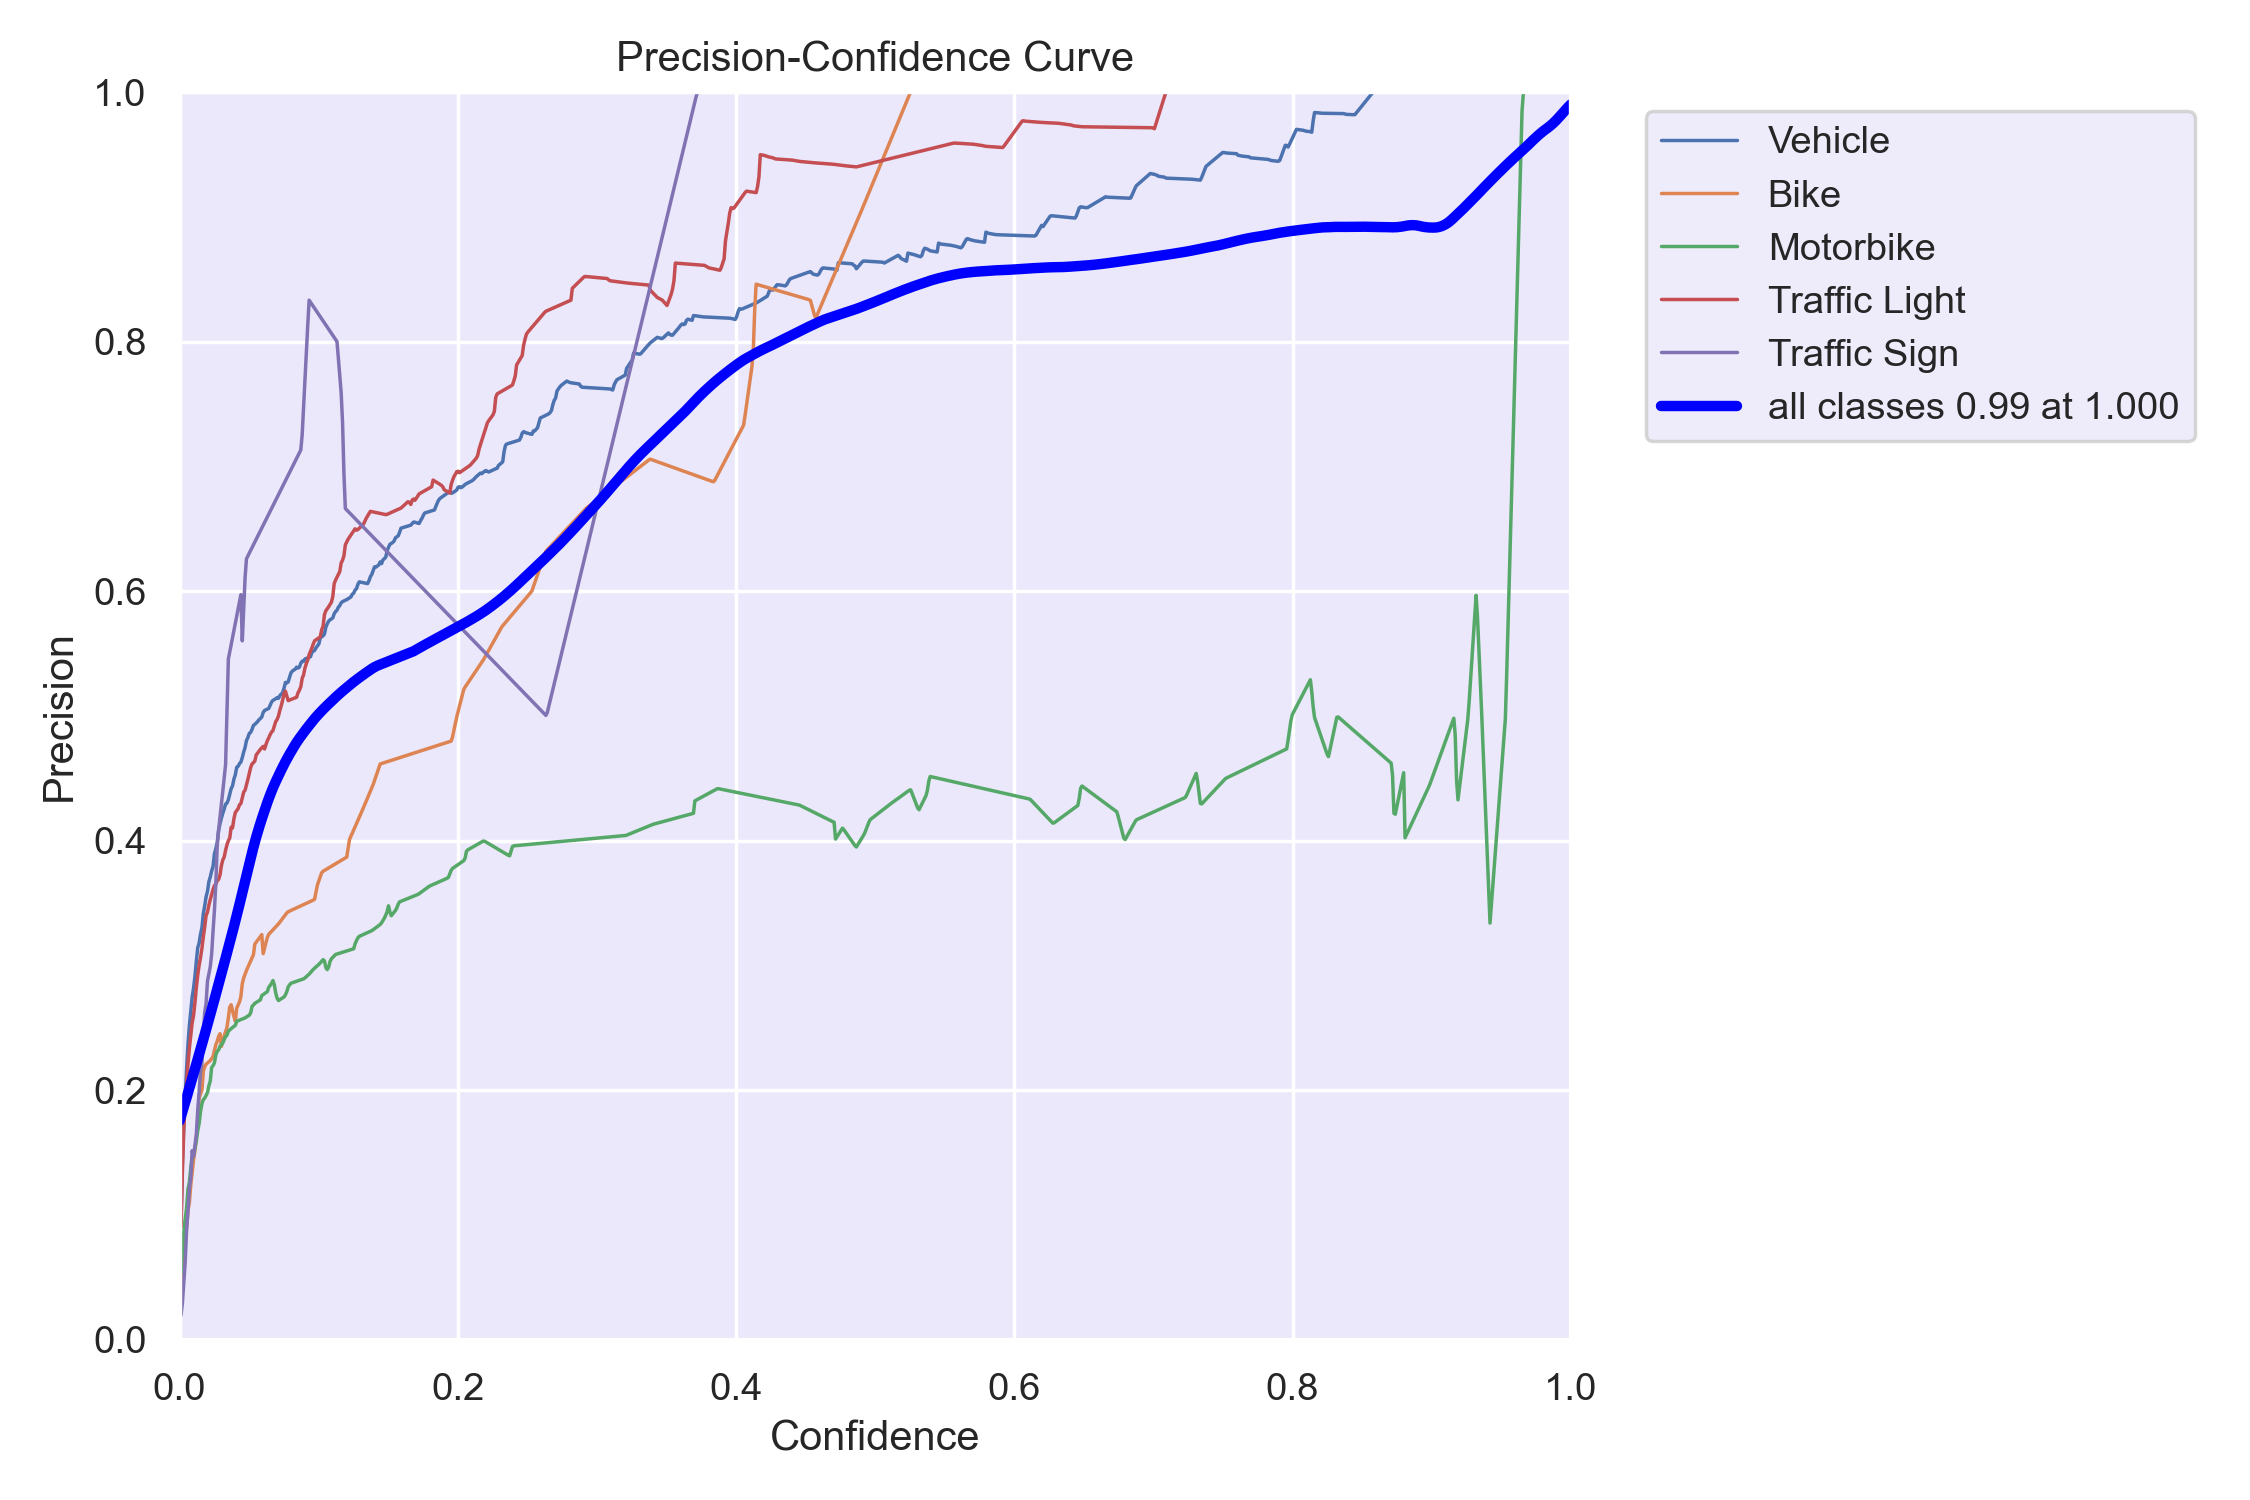 Precision-Confidence Curve
1.0
0.8
0.6
0.4
0.2
0.0
Precision
0.0 0.2 0.4 0.6 0.8 1.0
Confidence
Vehicle
Bike
Motorbike
Traffic Light
Traffic Sign
all classes 0.99 at 1.000